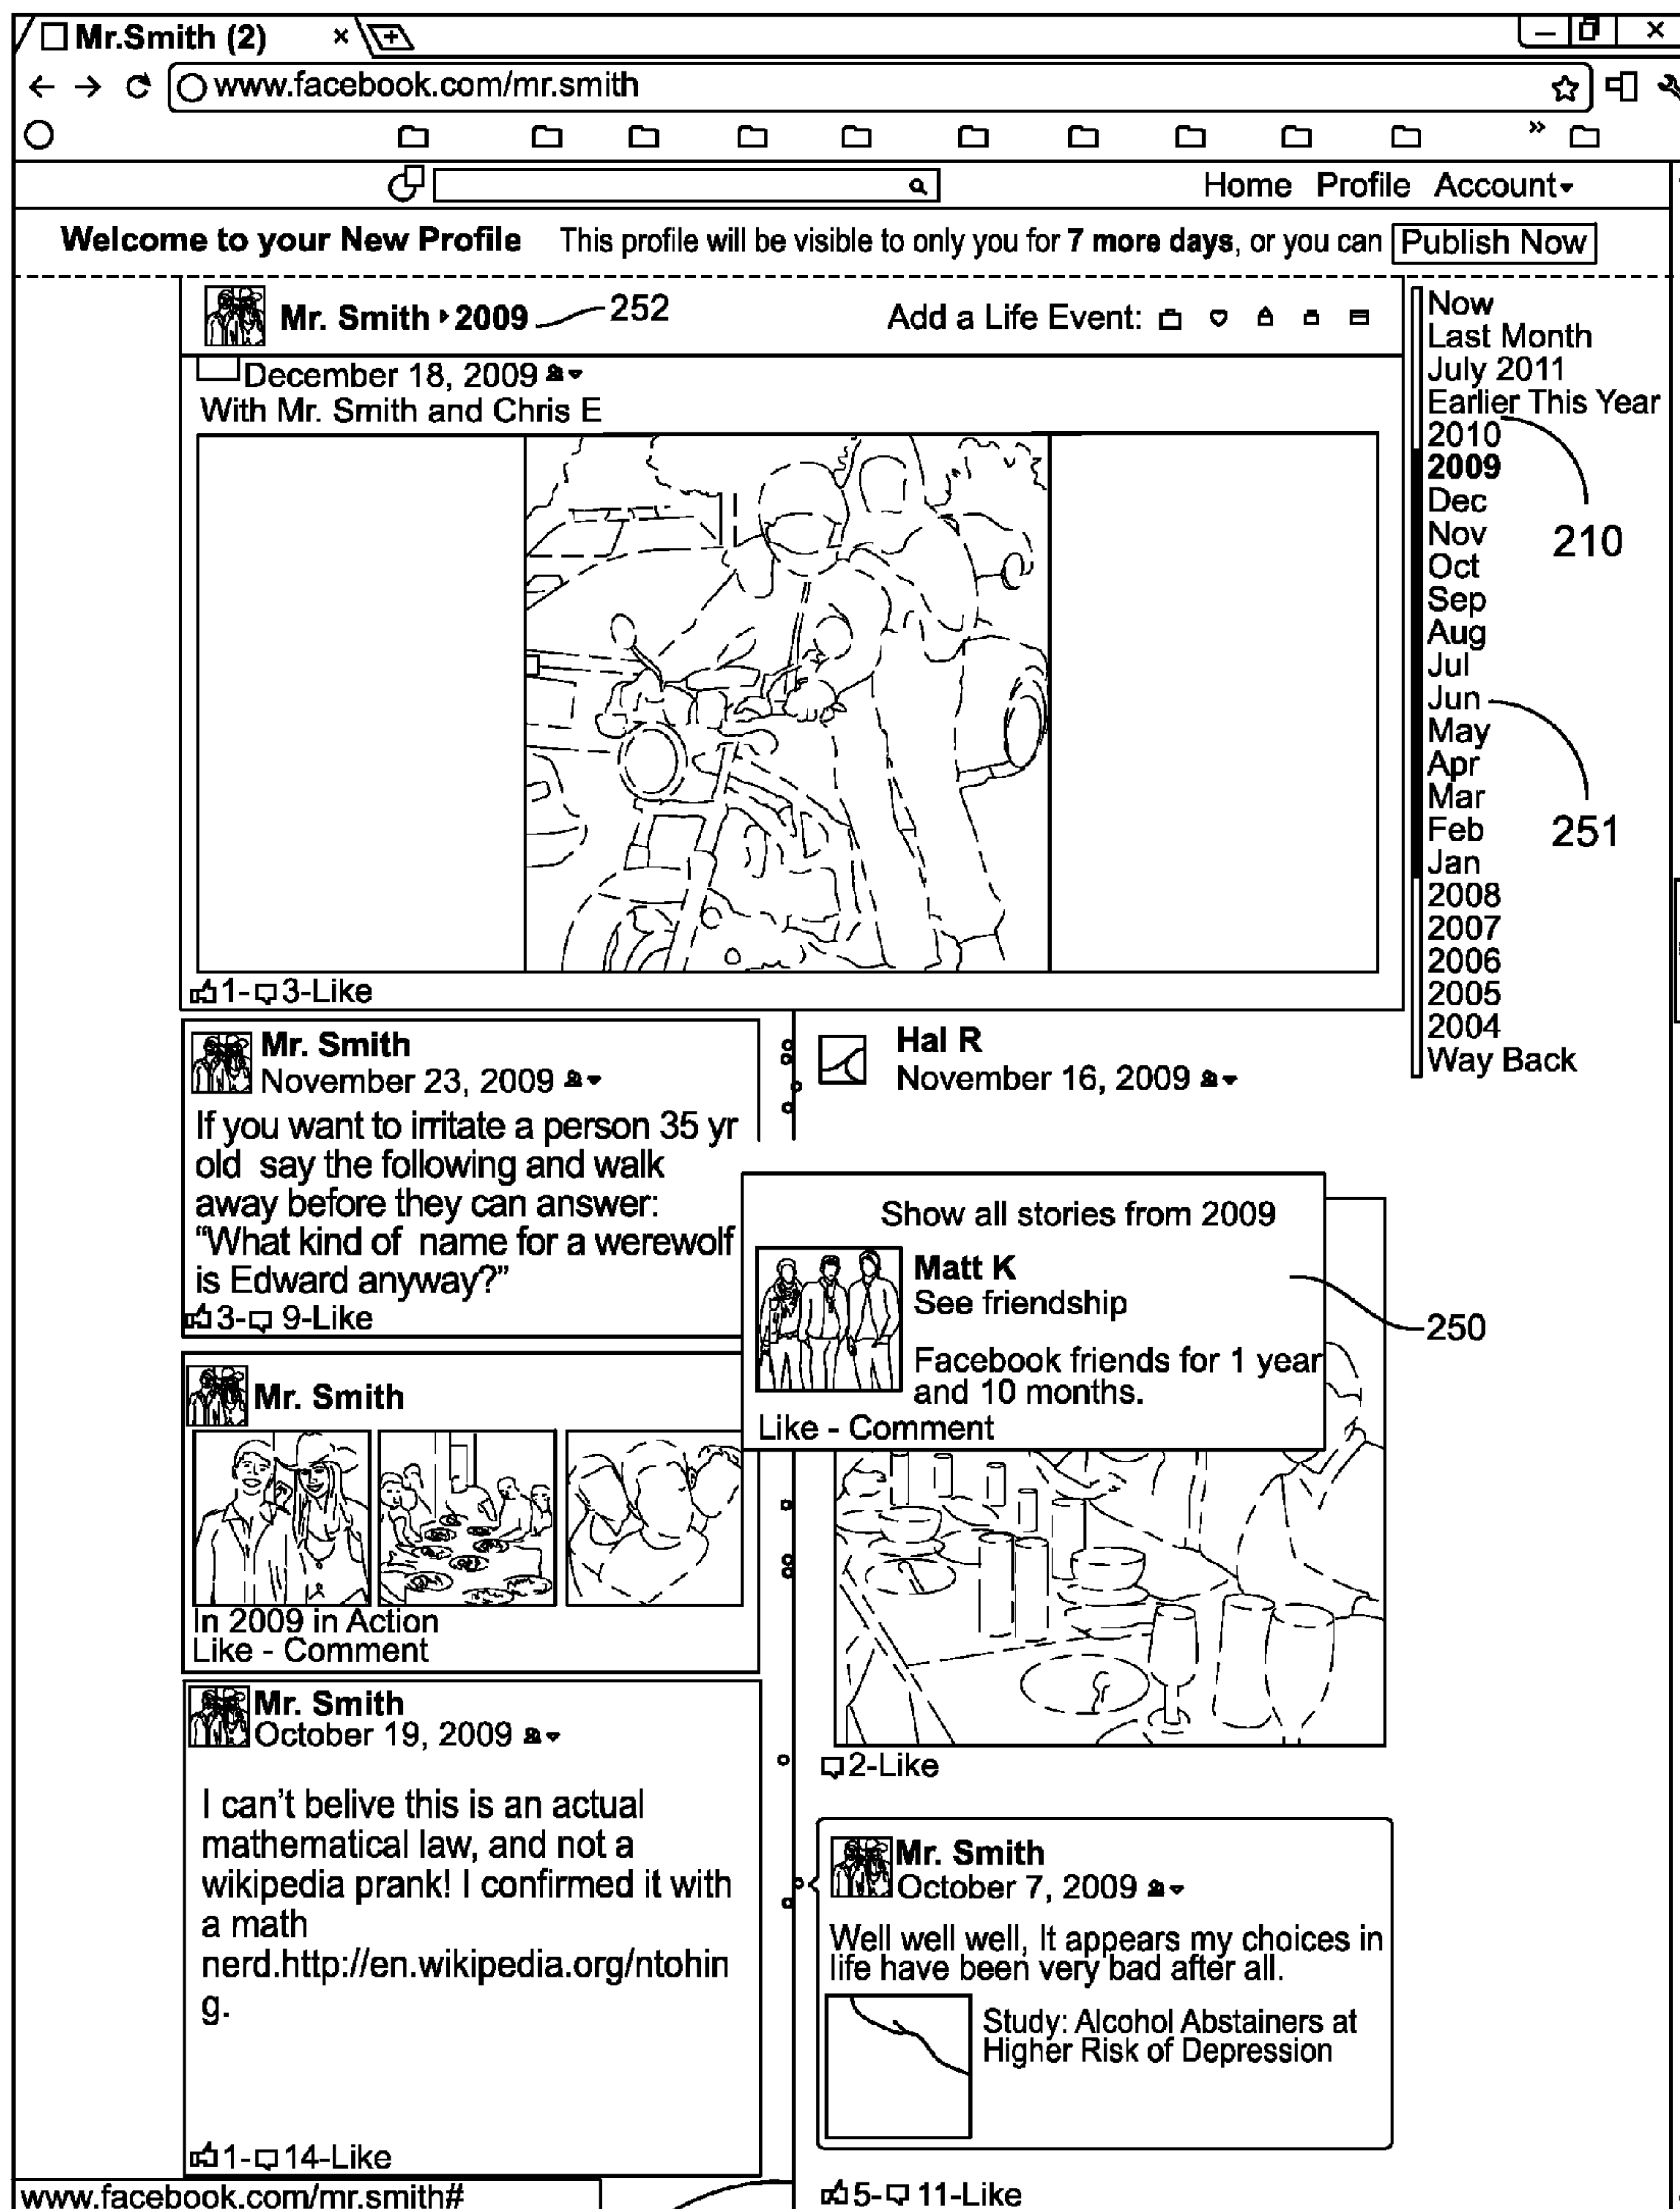 Mr.Smith (2)
www.facebook.com/mr.smith
Home Profile Account
Welcome to your New Profile This profile will be visible to only you for 7 more days, or you can Publish Now
Mr. Smith 2009 252 Add a Life Event:
December 18, 2009
With Mr. Smith and Chris E
1- 3-Like
Now
Last Month
July 2011
Earlier This Year
2010
2009
Dec
Nov
210
Oct
Sep
Aug
Jul
Jun
May
Apr
Mar
Feb
251
Jan
2008
2007
2006
2005
2004
Way Back
Mr. Smith
November 23, 2009
If you want to irritate a person 35 yr
old say the following and walk
away before they can answer:
“What kind of name for a werewolf
is Edward anyway?”
3- 9-Like
Hal R
November 16, 2009
Show all stories from 2009
Matt K
See friendship
Facebook friends for 1 year
and 10 months.
Like - Comment
250
Mr. Smith
In 2009 in Action
Like - Comment
2-Like
Mr. Smith
October 19, 2009
I can't belive this is an actual
mathematical law, and not a
wikipedia prank! I confirmed it with
a math
nerd.http://en.wikipedia.org/ntohin
g.
1- 14-Like
Mr. Smith
October 7, 2009
Well well well, It appears my choices in
life have been very bad after all.
Study: Alcohol Abstainers at
Higher Risk of Depression
5- 11-Like
www.facebook.com/mr.smith#